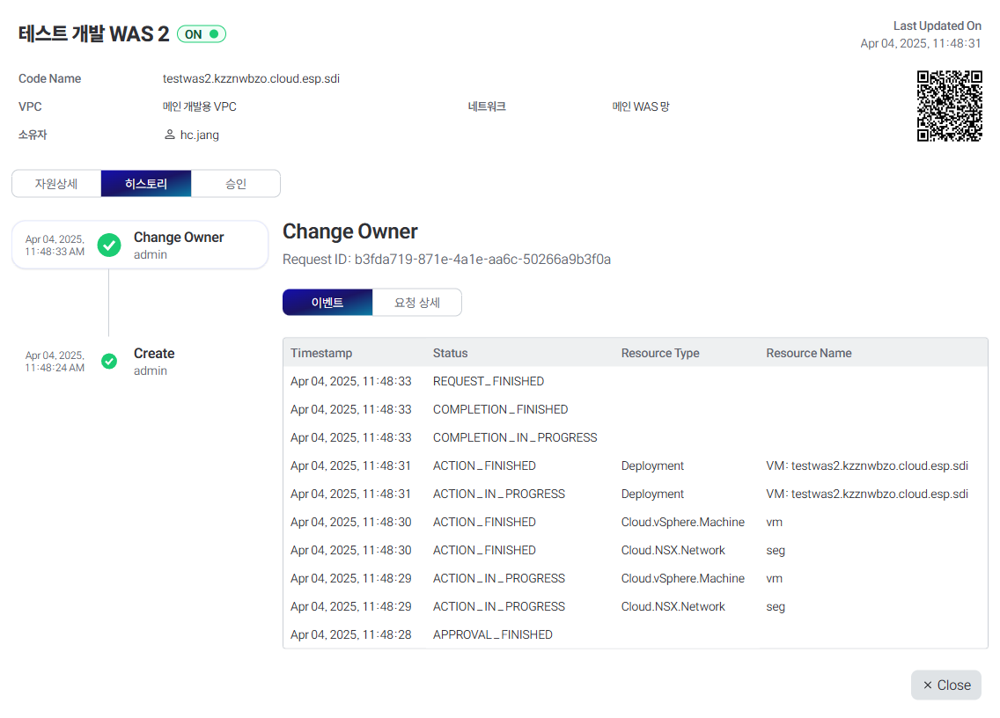 테스트 개발 WAS 2 ON
Last Updated On
Apr 04, 2025, 11:48:31
Code Name testwas2.kzznwbzo.cloud.esp.sdi
VPC 메인 개발용 VPC 네트워크 메인 WAS 망
소유자 hc.jang
자원상세 히스토리 승인
Apr 04, 2025,
11:48:33 AM
Change Owner
admin
Apr 04, 2025,
11:48:24 AM
Create
admin
Change Owner
Request ID: b3fda719-871e-4a1e-aa6c-50266a9b3f0a
이벤트 요청 상세
Timestamp Status Resource Type Resource Name
Apr 04, 2025, 11:48:33 REQUEST_FINISHED
Apr 04, 2025, 11:48:33 COMPLETION_FINISHED
Apr 04, 2025, 11:48:33 COMPLETION_IN_PROGRESS
Apr 04, 2025, 11:48:31 ACTION_FINISHED Deployment VM: testwas2.kzznwbzo.cloud.esp.sdi
Apr 04, 2025, 11:48:31 ACTION_IN_PROGRESS Deployment VM: testwas2.kzznwbzo.cloud.esp.sdi
Apr 04, 2025, 11:48:30 ACTION_FINISHED Cloud.vSphere.Machine vm
Apr 04, 2025, 11:48:30 ACTION_FINISHED Cloud.NSX.Network seg
Apr 04, 2025, 11:48:29 ACTION_IN_PROGRESS Cloud.vSphere.Machine vm
Apr 04, 2025, 11:48:29 ACTION_IN_PROGRESS Cloud.NSX.Network seg
Apr 04, 2025, 11:48:28 APPROVAL_FINISHED
× Close